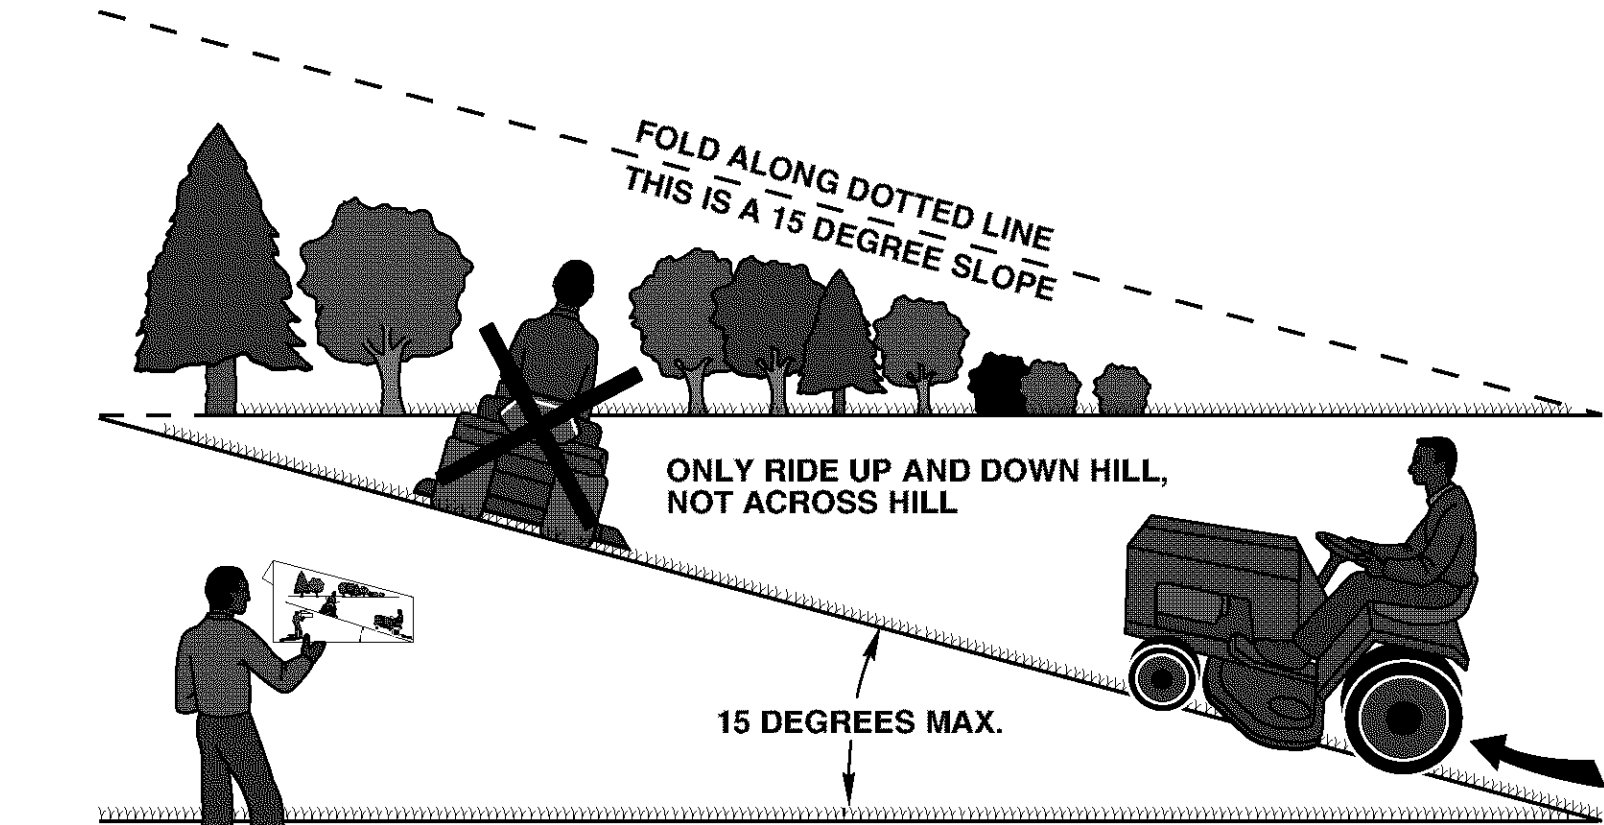 FOLD ALONG DOTTED LINE
THIS IS A 15 DEGREE SLOPE
ONLY RIDE UP AND DOWN HILL,
NOT ACROSS HILL
15 DEGREES MAX.